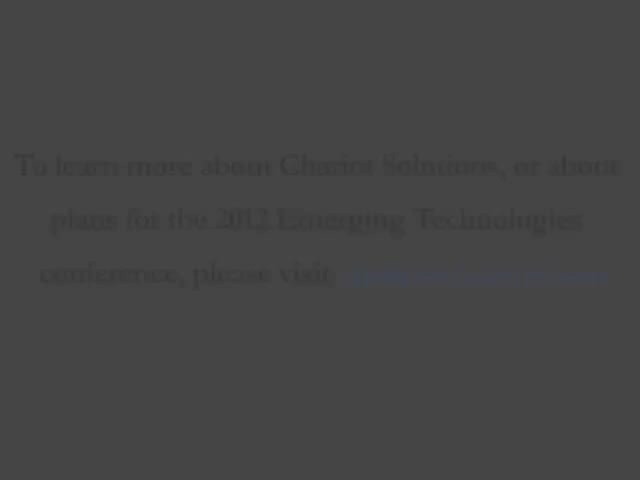 To learn more about Chariot Solutions, or about
plans for the 2012 Emerging Technologies
conference, please visit